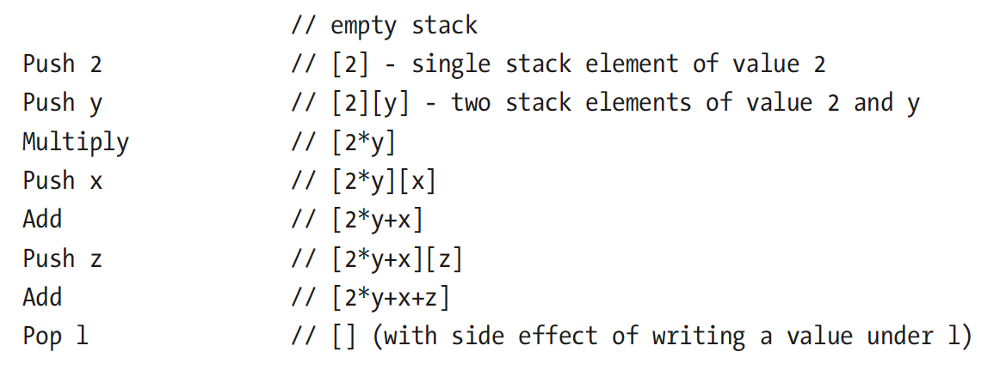 // empty stack
Push 2 // [2] - single stack element of value 2
Push y // [2][y] - two stack elements of value 2 and y
Multiply // [2*y]
Push x // [2*y][x]
Add // [2*y+x]
Push z // [2*y+x][z]
Add // [2*y+x+z]
Pop l // [] (with side effect of writing a value under l)